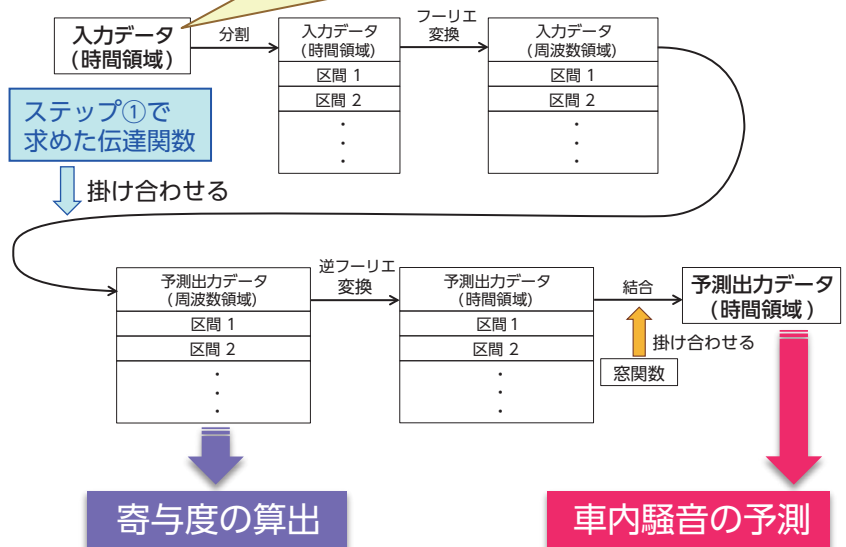 入力データ
(時間領域)
分割
入力データ
(時間領域)
区間 1
区間 2
・
・
・
フーリエ
変換
入力データ
(周波数領域)
区間 1
区間 2
・
・
・
ステップ①で
求めた伝達関数
掛け合わせる
予測出力データ
(周波数領域)
区間 1
区間 2
・
・
・
逆フーリエ
変換
予測出力データ
(時間領域)
区間 1
区間 2
・
・
・
結合
掛け合わせる
窓関数
予測出力データ
(時間領域)
寄与度の算出
車内騒音の予測